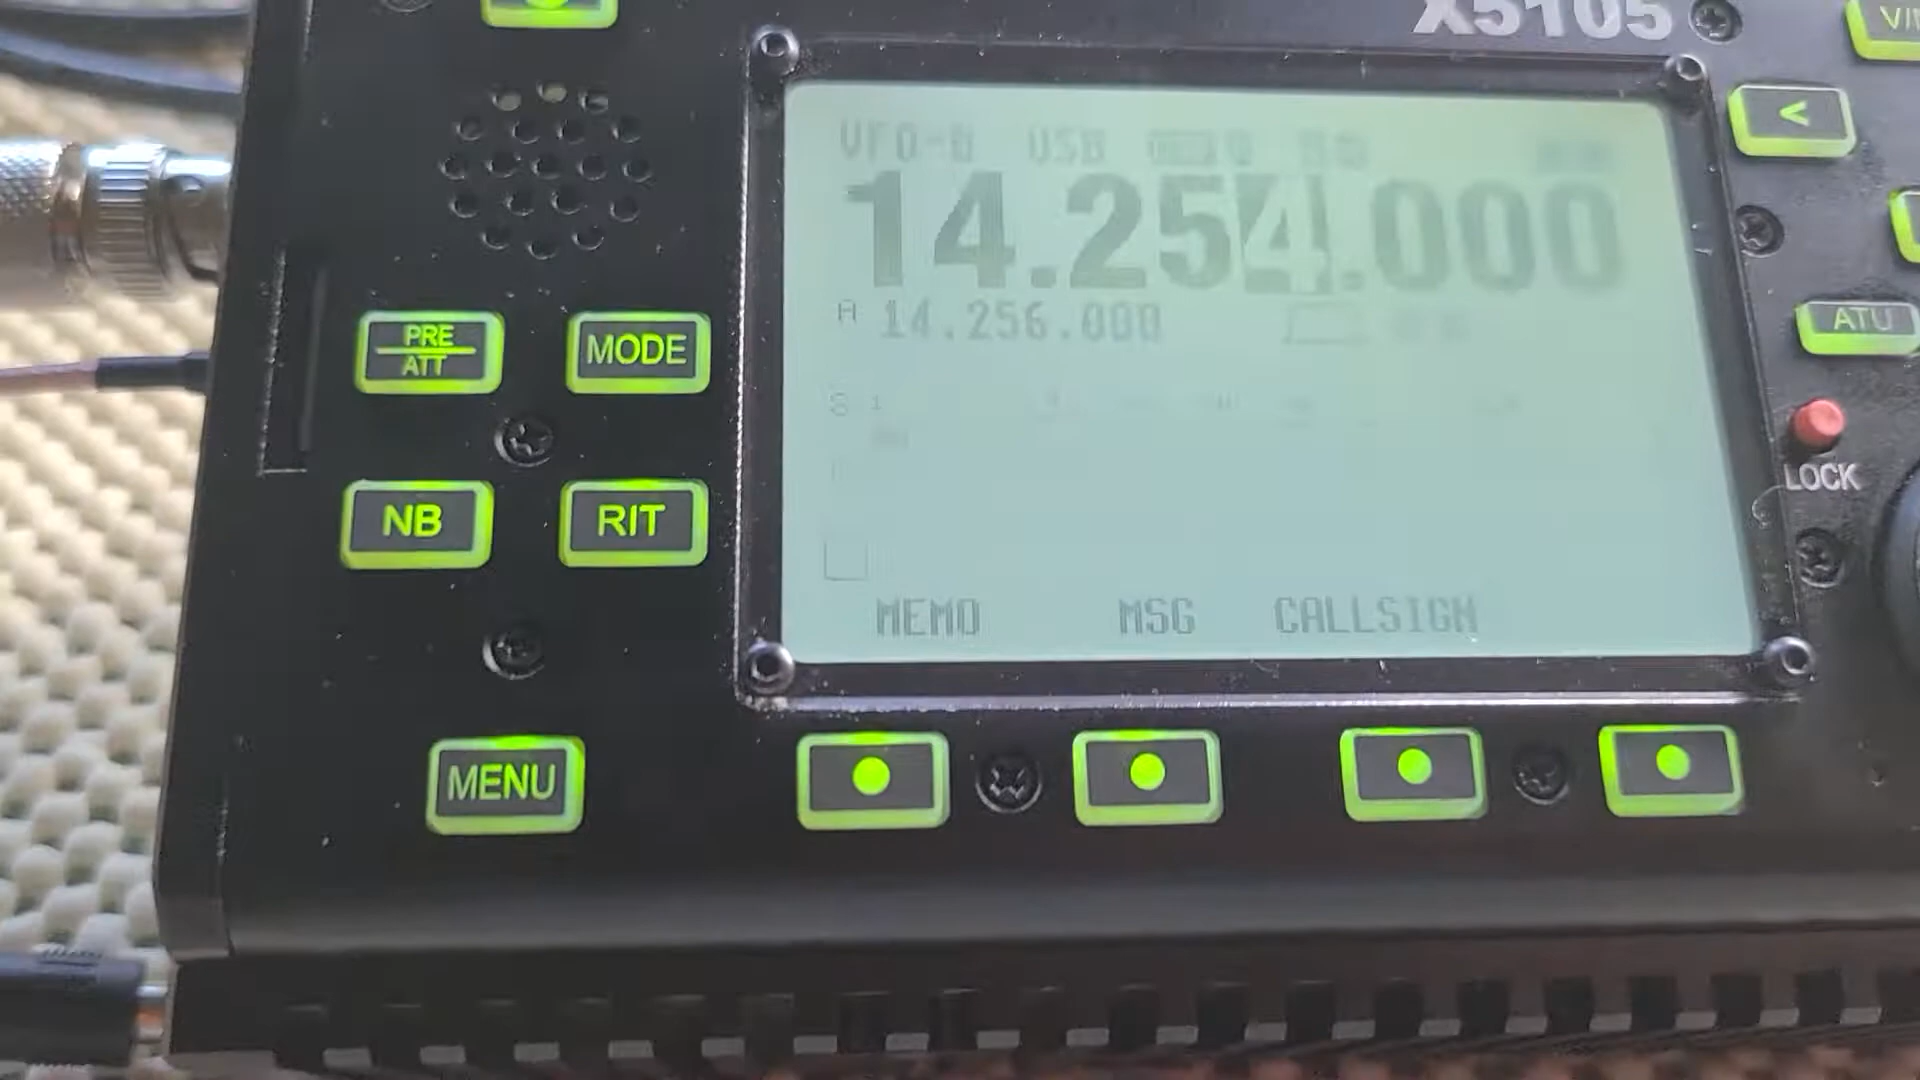 X5105
<
VFO-B USB
14.254.000
A 14.256.000
ATU
PRE
ATT
MODE
S 1
LOCK
NB
RIT
MEMO MSG CALLSIGN
MENU